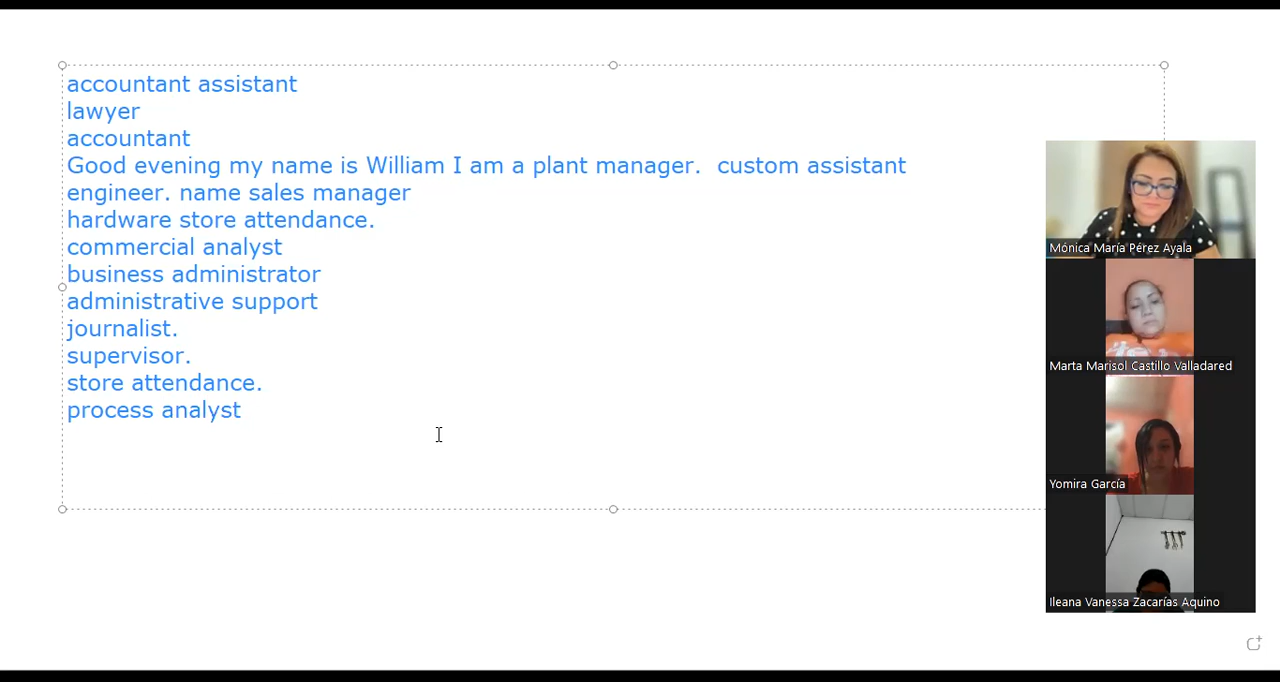 accountant assistant
lawyer
accountant
Good evening my name is William I am a plant manager.  custom assistant
engineer. name sales manager
hardware store attendance.
commercial analyst
business administrator
administrative support
journalist.
supervisor.
store attendance.
process analyst
Mónica María Pérez Ayala
Marta Marisol Castillo Valladared
Yomira García
Ileana Vanessa Zacarías Aquino